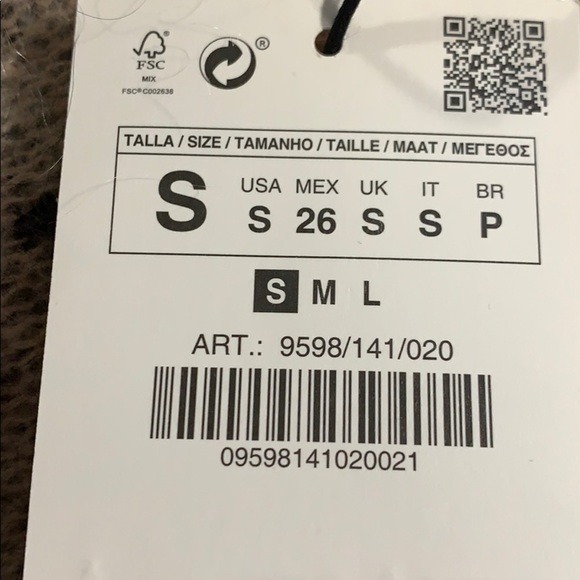 FSC
MIX
FSC® C002638
®
TALLA / SIZE / TAMANHO / TAILLE / MAAT / ΜΕΓΕΘΟΣ
S
USA MEX UK IT BR
S 26 S S P
S M L
ART.: 9598/141/020
09598141020021